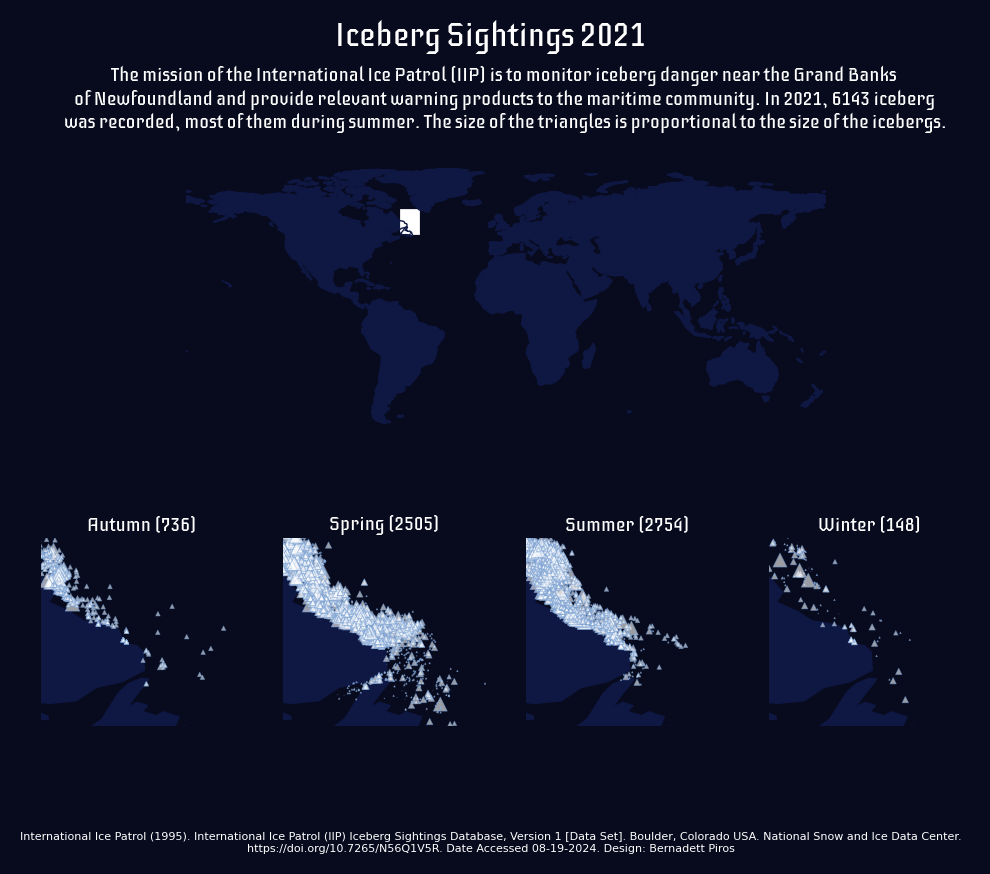 Iceberg Sightings 2021
The mission of the International Ice Patrol (IIP) is to monitor iceberg danger near the Grand Banks
of Newfoundland and provide relevant warning products to the maritime community. In 2021, 6143 iceberg
was recorded, most of them during summer. The size of the triangles is proportional to the size of the icebergs.
Autumn (736)
Spring (2505)
Summer (2754)
Winter (148)
International Ice Patrol (1995). International Ice Patrol (IIP) Iceberg Sightings Database, Version 1 [Data Set]. Boulder, Colorado USA. National Snow and Ice Data Center.
https://doi.org/10.7265/N56Q1V5R. Date Accessed 08-19-2024. Design: Bernadett Piros